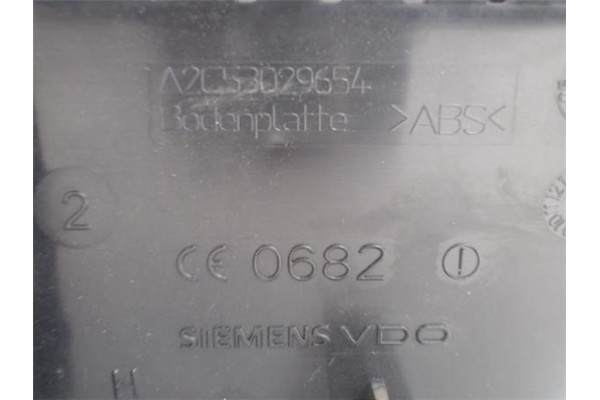 A2C53029654
Bodenplatte >ABS<
2
CE 0682
SIEMENS VDO